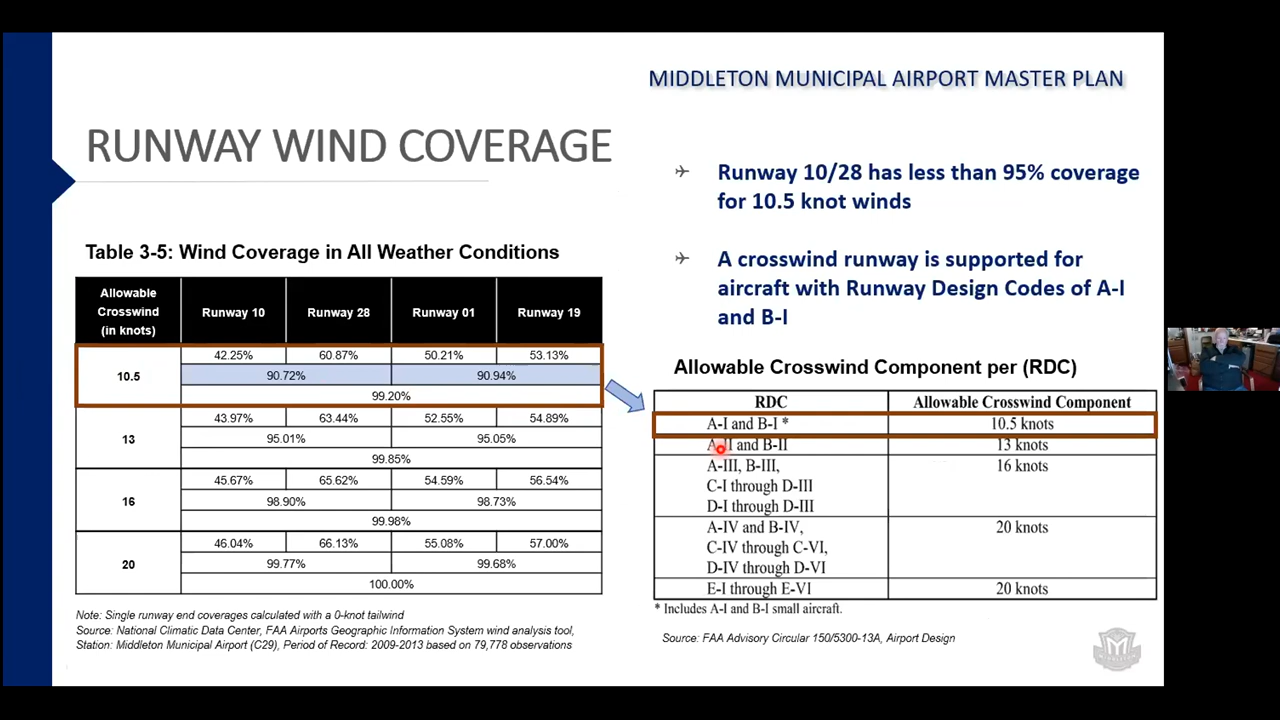 MIDDLETON MUNICIPAL AIRPORT MASTER PLAN
RUNWAY WIND COVERAGE
Runway 10/28 has less than 95% coverage
for 10.5 knot winds
A crosswind runway is supported for
aircraft with Runway Design Codes of A-I
and B-I
Table 3-5: Wind Coverage in All Weather Conditions
Allowable
Crosswind
(in knots)
Runway 10 Runway 28 Runway 01 Runway 19
10.5
42.25% 60.87% 50.21% 53.13%
90.72% 90.94%
99.20%
13
43.97% 63.44% 52.55% 54.89%
95.01% 95.05%
99.85%
16
45.67% 65.62% 54.59% 56.54%
98.90% 98.73%
99.98%
20
46.04% 66.13% 55.08% 57.00%
99.77% 99.68%
100.00%
Note: Single runway end coverages calculated with a 0-knot tailwind
Source: National Climatic Data Center, FAA Airports Geographic Information System wind analysis tool,
Station: Middleton Municipal Airport (C29), Period of Record: 2009-2013 based on 79,778 observations
Allowable Crosswind Component per (RDC)
RDC Allowable Crosswind Component
A-I and B-I * 10.5 knots
A-II and B-II 13 knots
A-III, B-III, 16 knots
C-I through D-III
D-I through D-III
A-IV and B-IV, 20 knots
C-IV through C-VI,
D-IV through D-VI
E-I through E-VI 20 knots
* Includes A-I and B-I small aircraft.
Source: FAA Advisory Circular 150/5300-13A, Airport Design